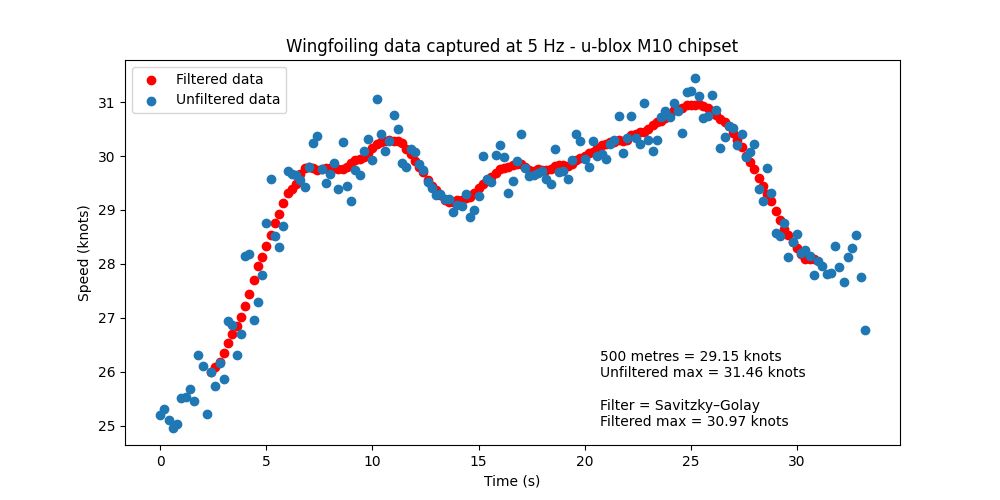 Wingfoiling data captured at 5 Hz - u-blox M10 chipset
Filtered data
Unfiltered data
Speed (knots)
31
30
29
28
27
26
25
500 metres = 29.15 knots
Unfiltered max = 31.46 knots
Filter = Savitzky–Golay
Filtered max = 30.97 knots
0 5 10 15 20 25 30
Time (s)